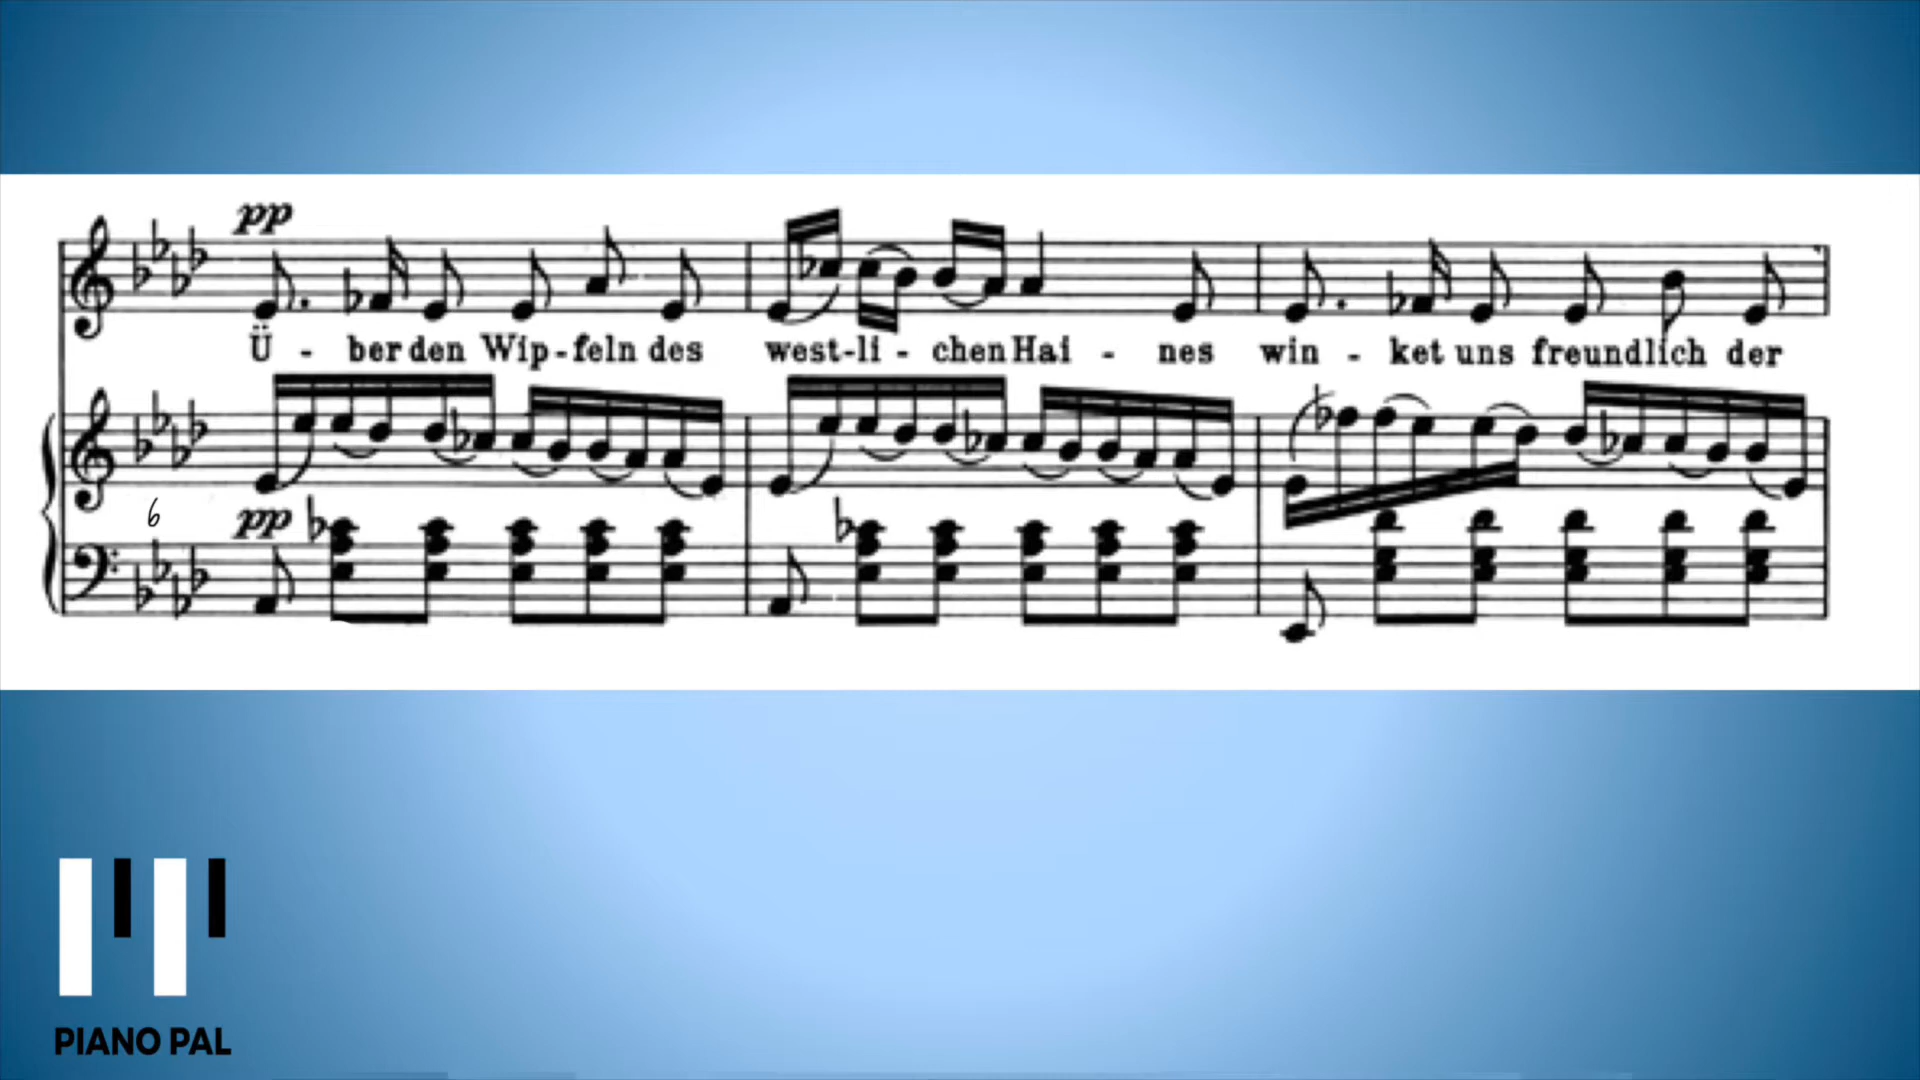 pp
Ü - ber den Wip-feln des west-li - chen Hai - nes win - ket uns freundlich der
6
pp
PIANO PAL